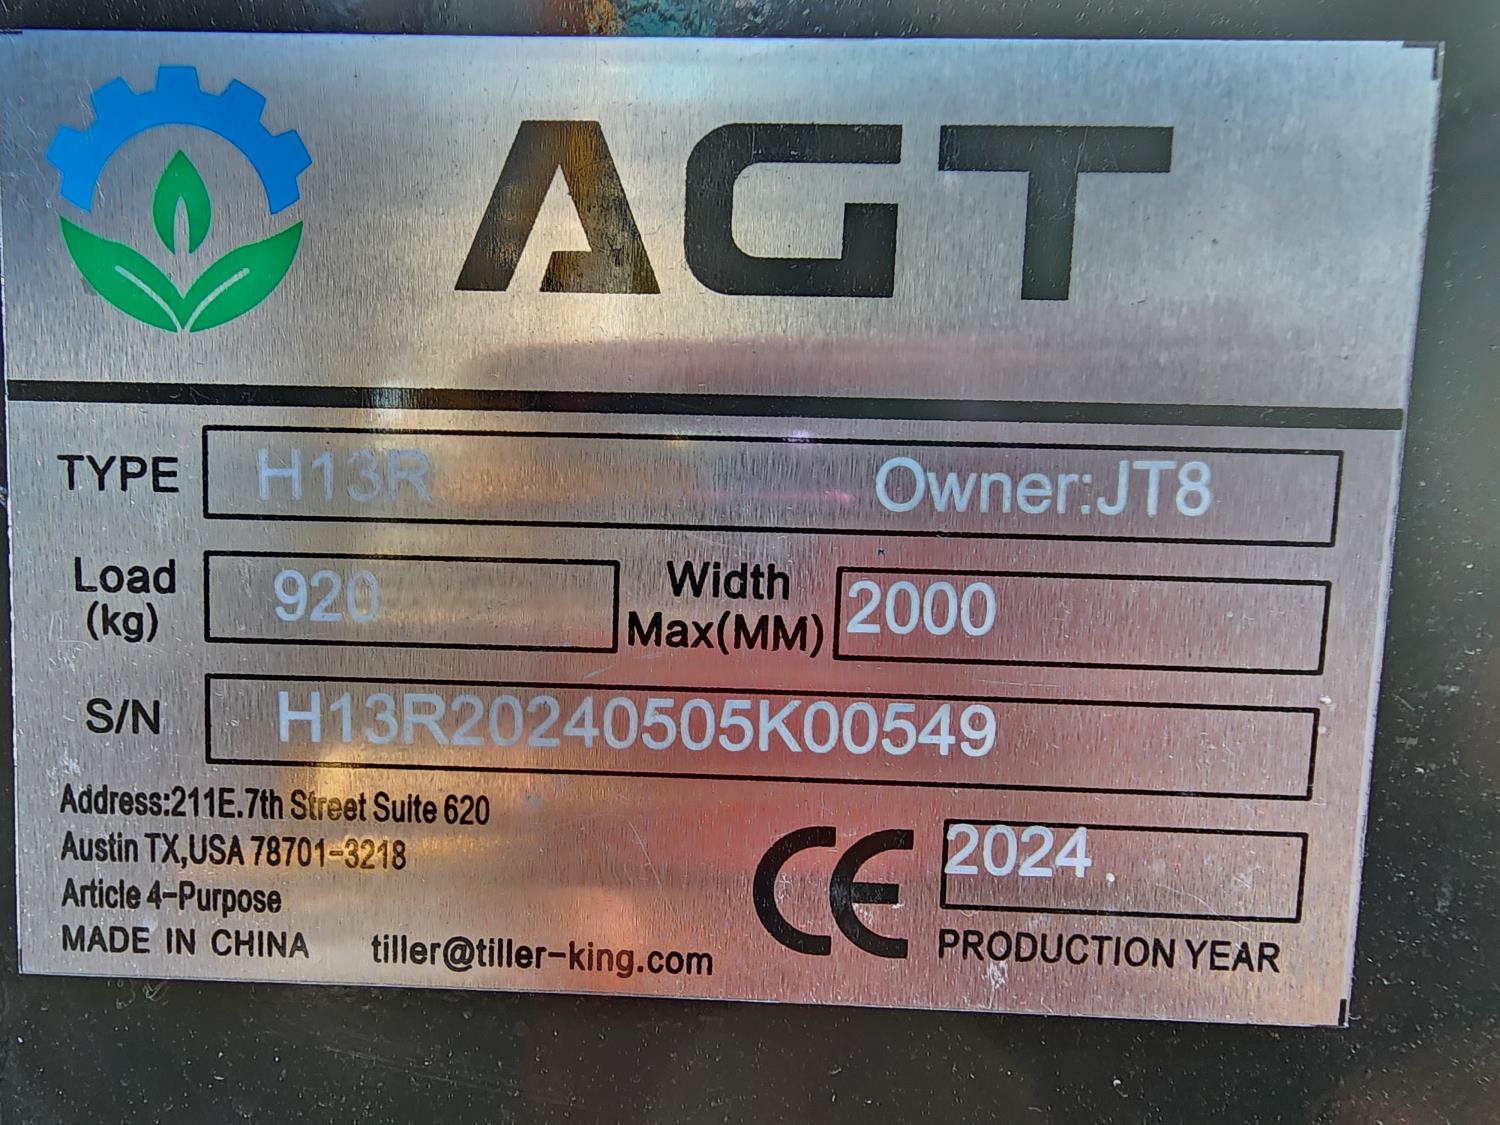 AGT
TYPE H13R Owner:JT8
Load (kg) 920 Width Max(MM) 2000
S/N H13R20240505K00549
Address:211E.7th Street Suite 620
Austin TX,USA 78701-3218
Article 4-Purpose
MADE IN CHINA tiller@tiller-king.com
CE 2024
PRODUCTION YEAR